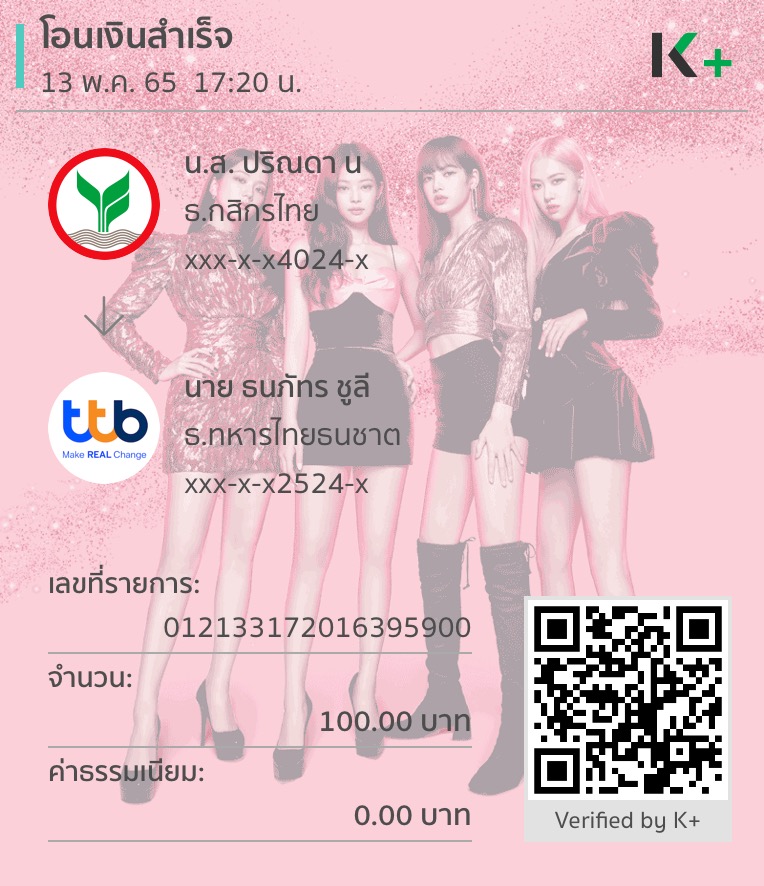 โอนเงินสำเร็จ
13 พ.ค. 65 17:20 น.
K+
น.ส. ปริณดา น
ธ.กสิกรไทย
xxx-x-x4024-x
ttb
Make REAL Change
นาย ธนภัทร ชูลี
ธ.ทหารไทยธนชาต
xxx-x-x2524-x
เลขที่รายการ:
012133172016395900
จำนวน:
100.00 บาท
ค่าธรรมเนียม:
0.00 บาท
Verified by K+